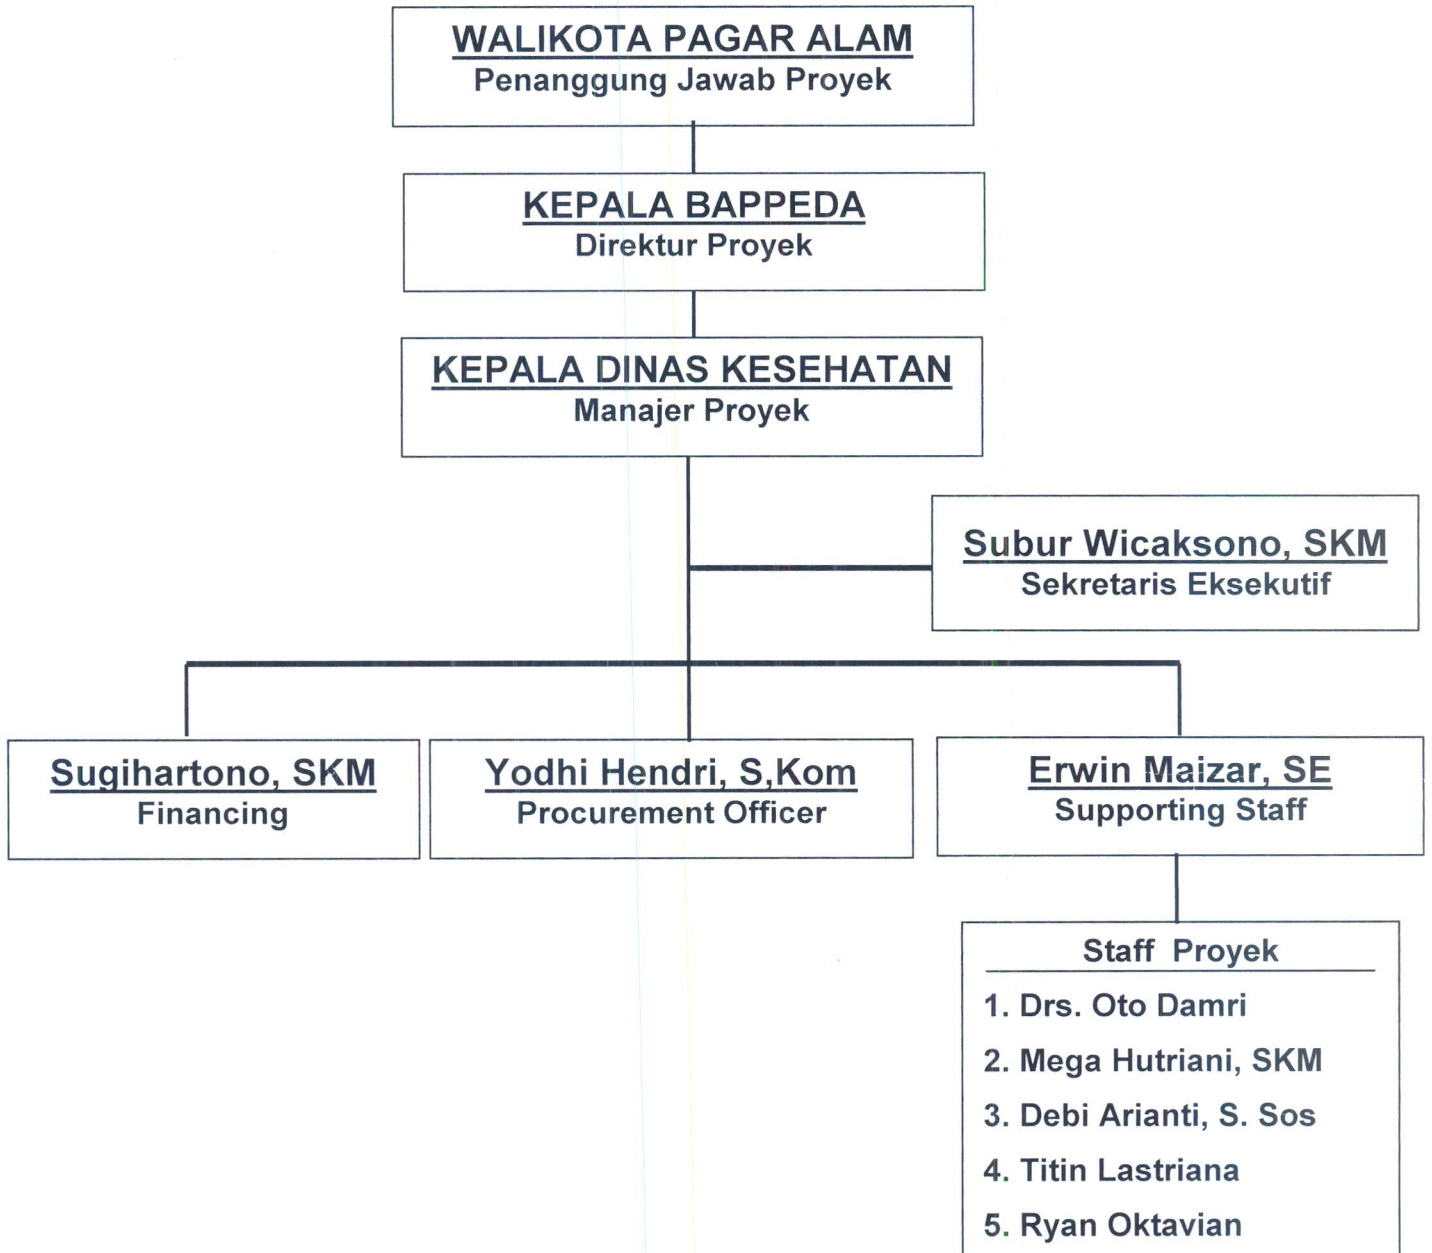 WALIKOTA PAGAR ALAM
Penanggung Jawab Proyek
KEPALA BAPPEDA
Direktur Proyek
KEPALA DINAS KESEHATAN
Manajer Proyek
Subur Wicaksono, SKM
Sekretaris Eksekutif
Sugihartono, SKM
Financing
Yodhi Hendri, S,Kom
Procurement Officer
Erwin Maizar, SE
Supporting Staff
Staff Proyek
1. Drs. Oto Damri
2. Mega Hutriani, SKM
3. Debi Arianti, S. Sos
4. Titin Lastriana
5. Ryan Oktavian